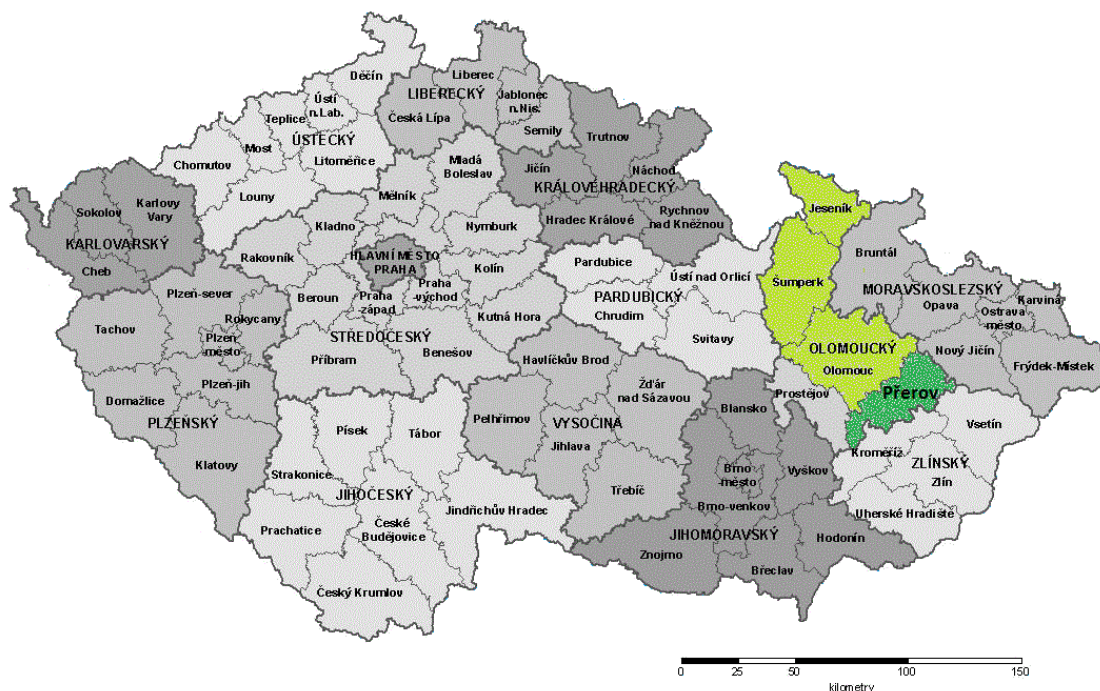 Děčín
Liberec
LIBERECKÝ
Jablonec
n.Nis.
Ústí
n.Lab.
Česká Lípa
Teplice
Semily
Trutnov
ÚSTECKÝ
Most
Litoměřice
Chomutov
Mladá
Boleslav
Jičín
Náchod
KRÁLOVÉHRADECKÝ
Louny
Mělník
Karlovy
Vary
Sokolov
KARLOVARSKÝ
Cheb
Kladno
Nymburk
Hradec Králové
Rychnov
nad Kněžnou
Jeseník
Rakovník
HLAVNÍ MĚSTO
PRAHA
Kolín
Pardubice
Ústí nad Orlicí
Šumperk
Bruntál
MORAVSKOSLEZSKÝ
Opava
Karviná
Ostrava-
město
Plzeň-sever
Beroun
Praha
západ
Praha
-východ
PARDUBICKÝ
Chrudim
Kutná Hora
Rokycany
Tachov
Plzen
město
STŘEDOČESKÝ
Příbram
Benešov
Svitavy
OLOMOUCKÝ
Olomouc
Nový Jičín
Frýdek-Místek
Havlíčkův Brod
Plzeň-jih
Domažlice
PLZEŇSKÝ
Žďár
nad Sázavou
Prostějov
Přerov
Pelhřimov
Blansko
VYSOČINA
Vsetín
Písek
Tábor
Jihlava
Klatovy
Kroměříž
ZLÍNSKÝ
Zlín
Strakonice
JIHOČESKÝ
Třebíč
Brno-
město
Vyškov
Jindřichův Hradec
Brno-venkov
Uherské Hradiště
Prachatice
České
Budějovice
JIHOMORAVSKÝ
Hodonín
Znojmo
Břeclav
Český Krumlov
0 25 50 100 150
kilometry